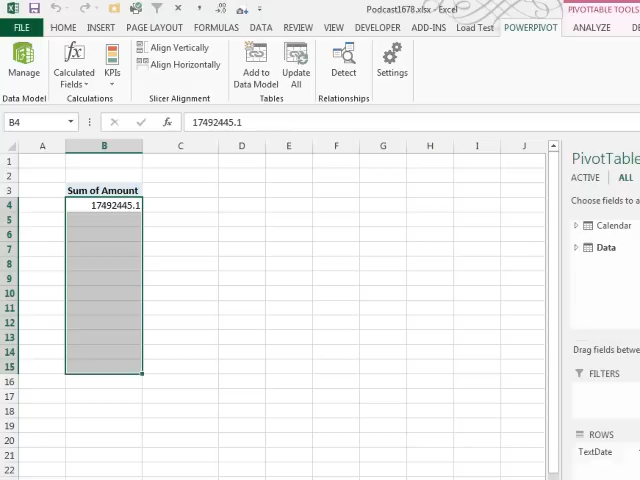 Podcast1678.xlsx - Excel
PIVOTTABLE TOOLS
FILE HOME INSERT PAGE LAYOUT FORMULAS DATA REVIEW VIEW DEVELOPER ADD-INS Load Test POWERPIVOT ANALYZE DE
Manage
Calculated Fields
KPIs
Align Vertically
Align Horizontally
Add to Data Model
Update All
Detect
Settings
Data Model Calculations Slicer Alignment Tables Relationships
B4 fx 17492445.1
A B C D E F G H I J
1
2
3 Sum of Amount
4 17492445.1
5
6
7
8
9
10
11
12
13
14
15
16
17
18
19
20
21
22
PivotTable
ACTIVE ALL
Choose fields to a
Calendar
Data
Drag fields betwe
FILTERS
ROWS
TextDate